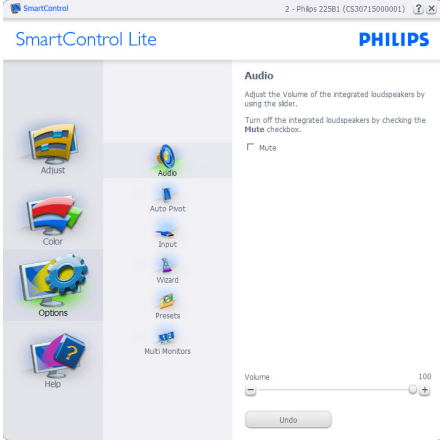 SmartControl
2 - Philips 225B1 (CS30715000001)
SmartControl Lite
PHILIPS
Adjust
Color
Options
Help
Audio
Auto Pivot
Input
Wizard
Presets
Multi Monitors
Audio
Adjust the Volume of the integrated loudspeakers by
using the slider.
Turn off the integrated loudspeakers by checking the
Mute checkbox.
Mute
Volume 100
Undo